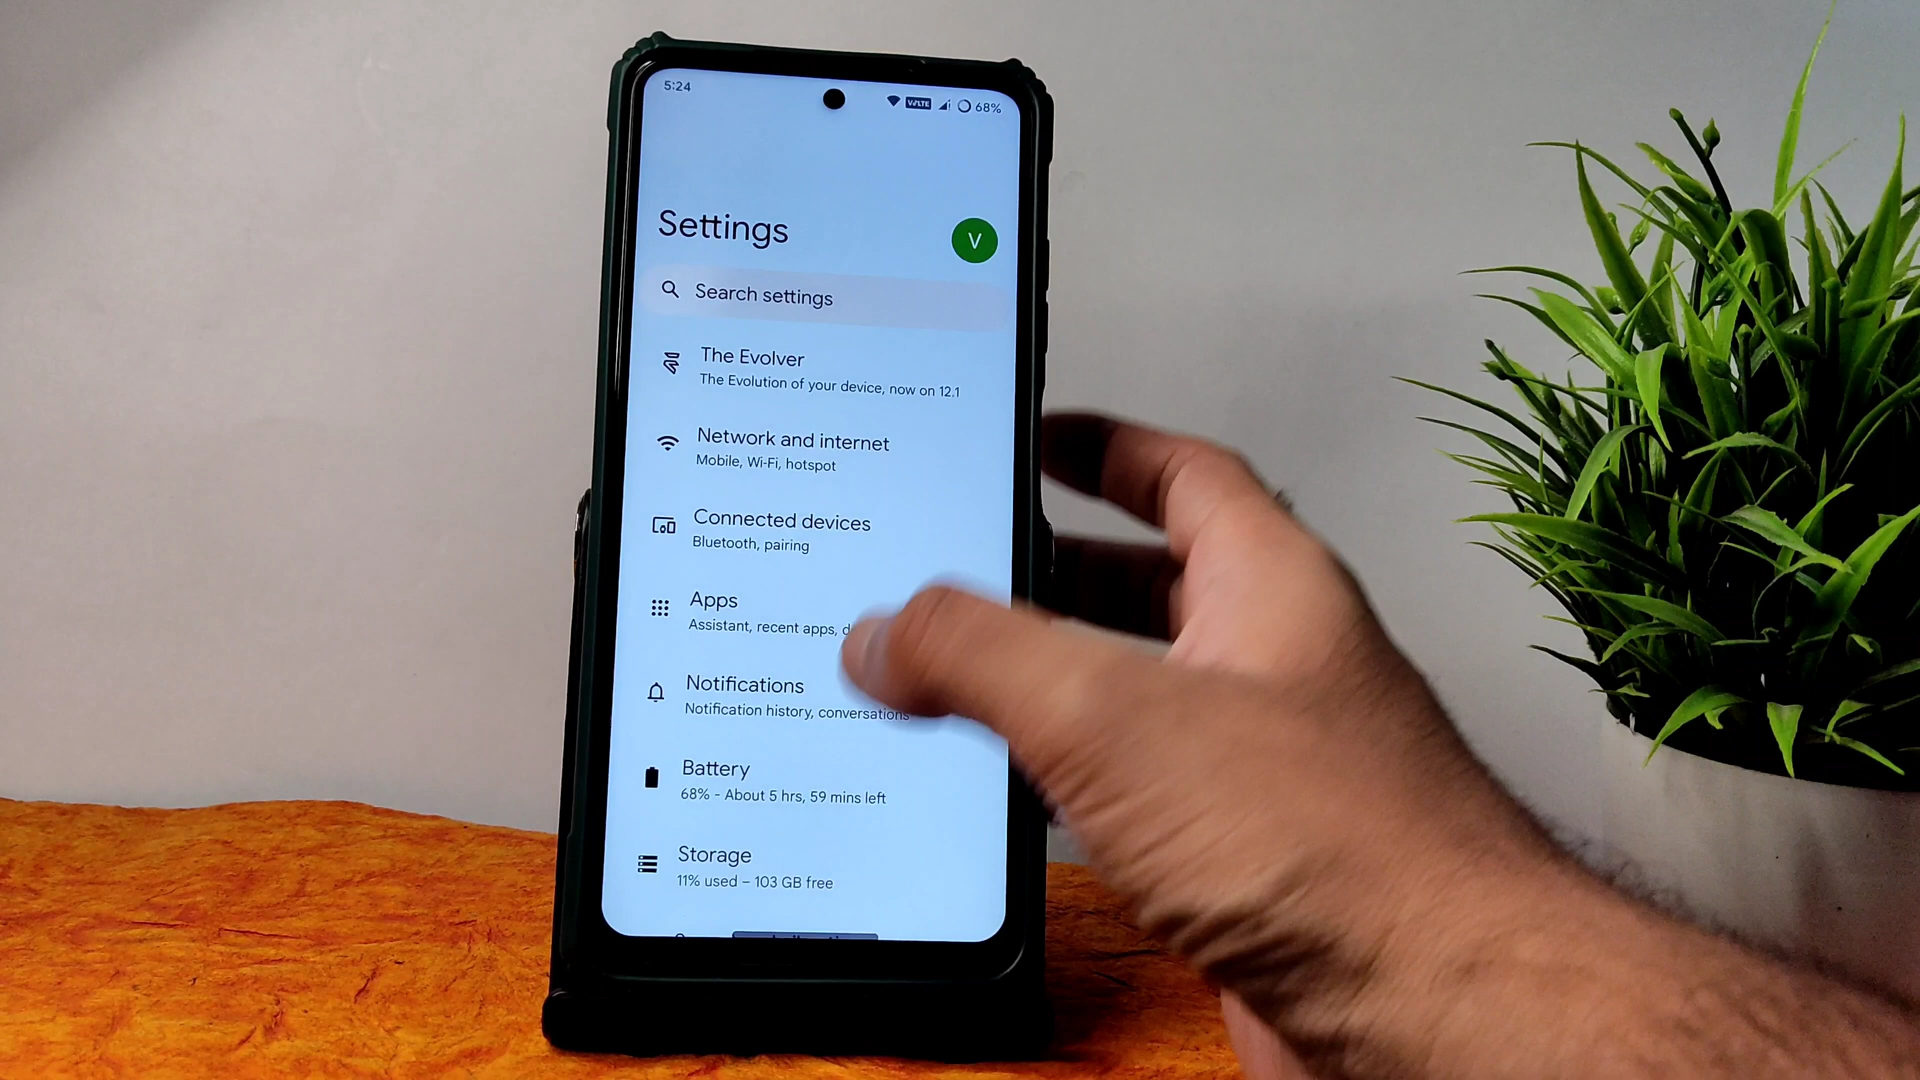 5:24
VoLTE
68%
Settings
V
Search settings
The Evolver
The Evolution of your device, now on 12.1
Network and internet
Mobile, Wi-Fi, hotspot
Connected devices
Bluetooth, pairing
Apps
Assistant, recent apps,
Notifications
Notification history, conversations
Battery
68% - About 5 hrs, 59 mins left
Storage
11% used – 103 GB free